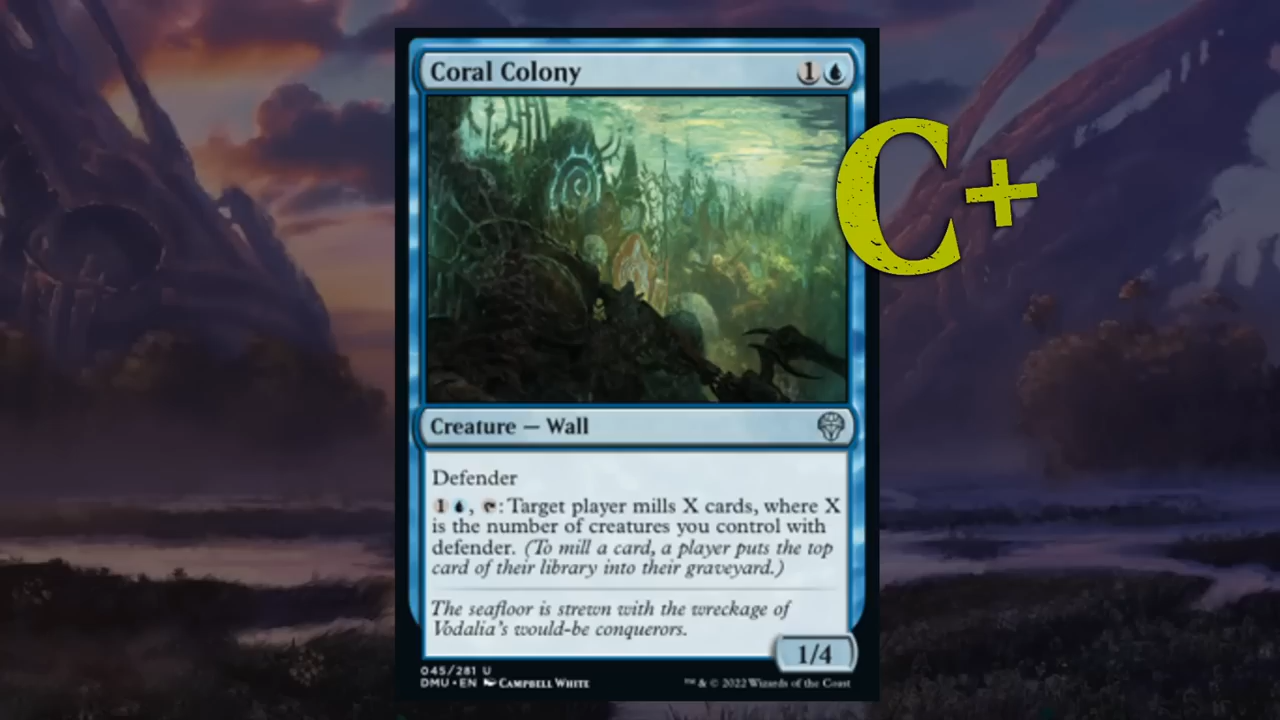 Coral Colony 1
C+
Creature — Wall
Defender
1 , : Target player mills X cards, where X
is the number of creatures you control with
defender. (To mill a card, a player puts the top
card of their library into their graveyard.)
The seafloor is strewn with the wreckage of
Vodalia's would-be conquerors.
1/4
045/281 U
DMU • EN CAMPBELL WHITE
™ & © 2022 Wizards of the Coast